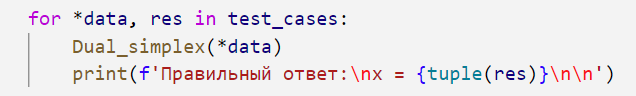 for *data, res in test_cases:
    Dual_simplex(*data)
    print(f'Правильный ответ:\nx = {tuple(res)}\n\n')